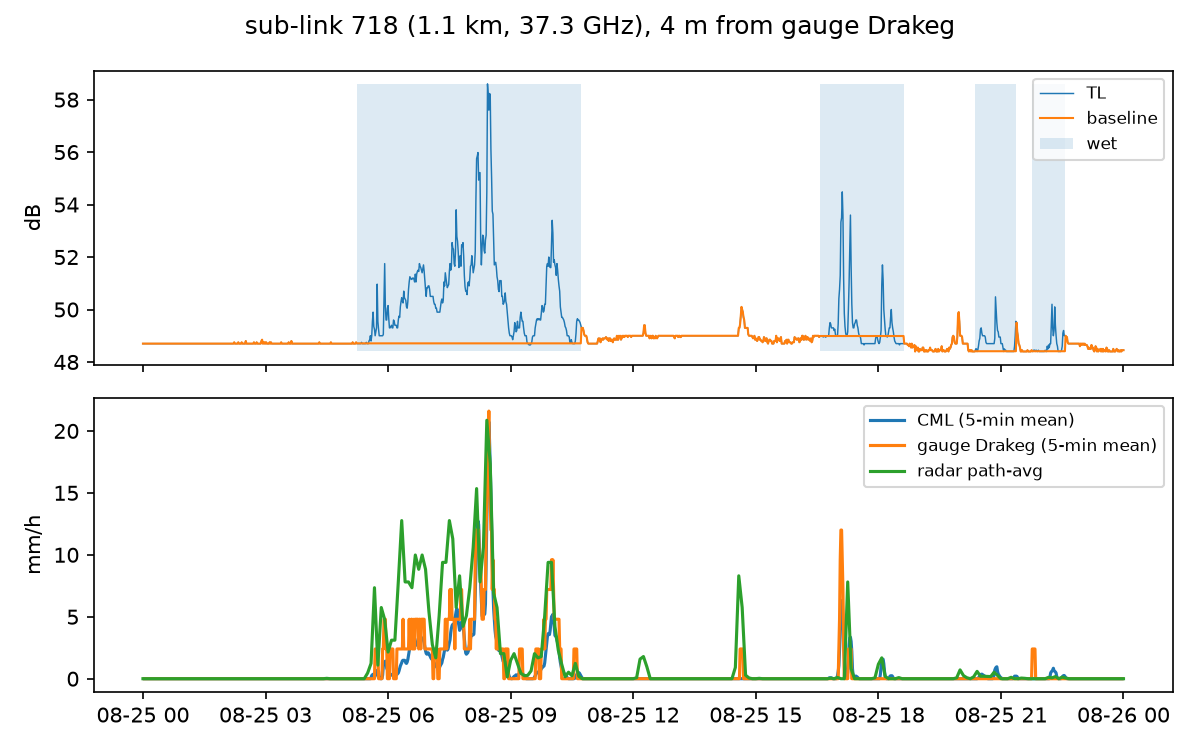 sub-link 718 (1.1 km, 37.3 GHz), 4 m from gauge Drakeg
58
56
54
52
50
48
dB
TL
baseline
wet
20
15
10
5
0
mm/h
CML (5-min mean)
gauge Drakeg (5-min mean)
radar path-avg
08-25 00 08-25 03 08-25 06 08-25 09 08-25 12 08-25 15 08-25 18 08-25 21 08-26 00